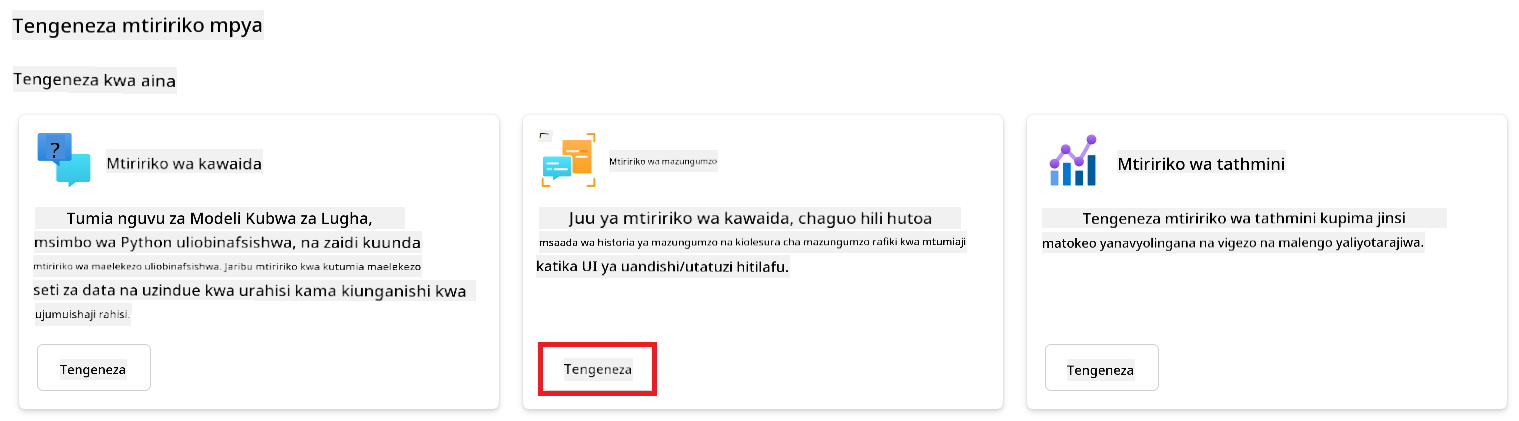 Tengeneza mtiririko mpya
Tengeneza kwa aina
?
Mtiririko wa kawaida
Tumia nguvu za Modeli Kubwa za Lugha,
msimbo wa Python uliobinafsishwa, na zaidi kuunda
mtiririko wa maelekezo uliobinafsishwa. Jaribu mtiririko kwa kutumia maelekezo
seti za data na uzindue kwa urahisi kama kiunganishi kwa
ujumuishaji rahisi.
Tengeneza
Mtiririko wa mazungumzo
Juu ya mtiririko wa kawaida, chaguo hili hutoa
msaada wa historia ya mazungumzo na kiolesura cha mazungumzo rafiki kwa mtumiaji
katika UI ya uandishi/utatuzi hitilafu.
Tengeneza
Mtiririko wa tathmini
Tengeneza mtiririko wa tathmini kupima jinsi
matokeo yanavyolingana na vigezo na malengo yaliyotarajiwa.
Tengeneza